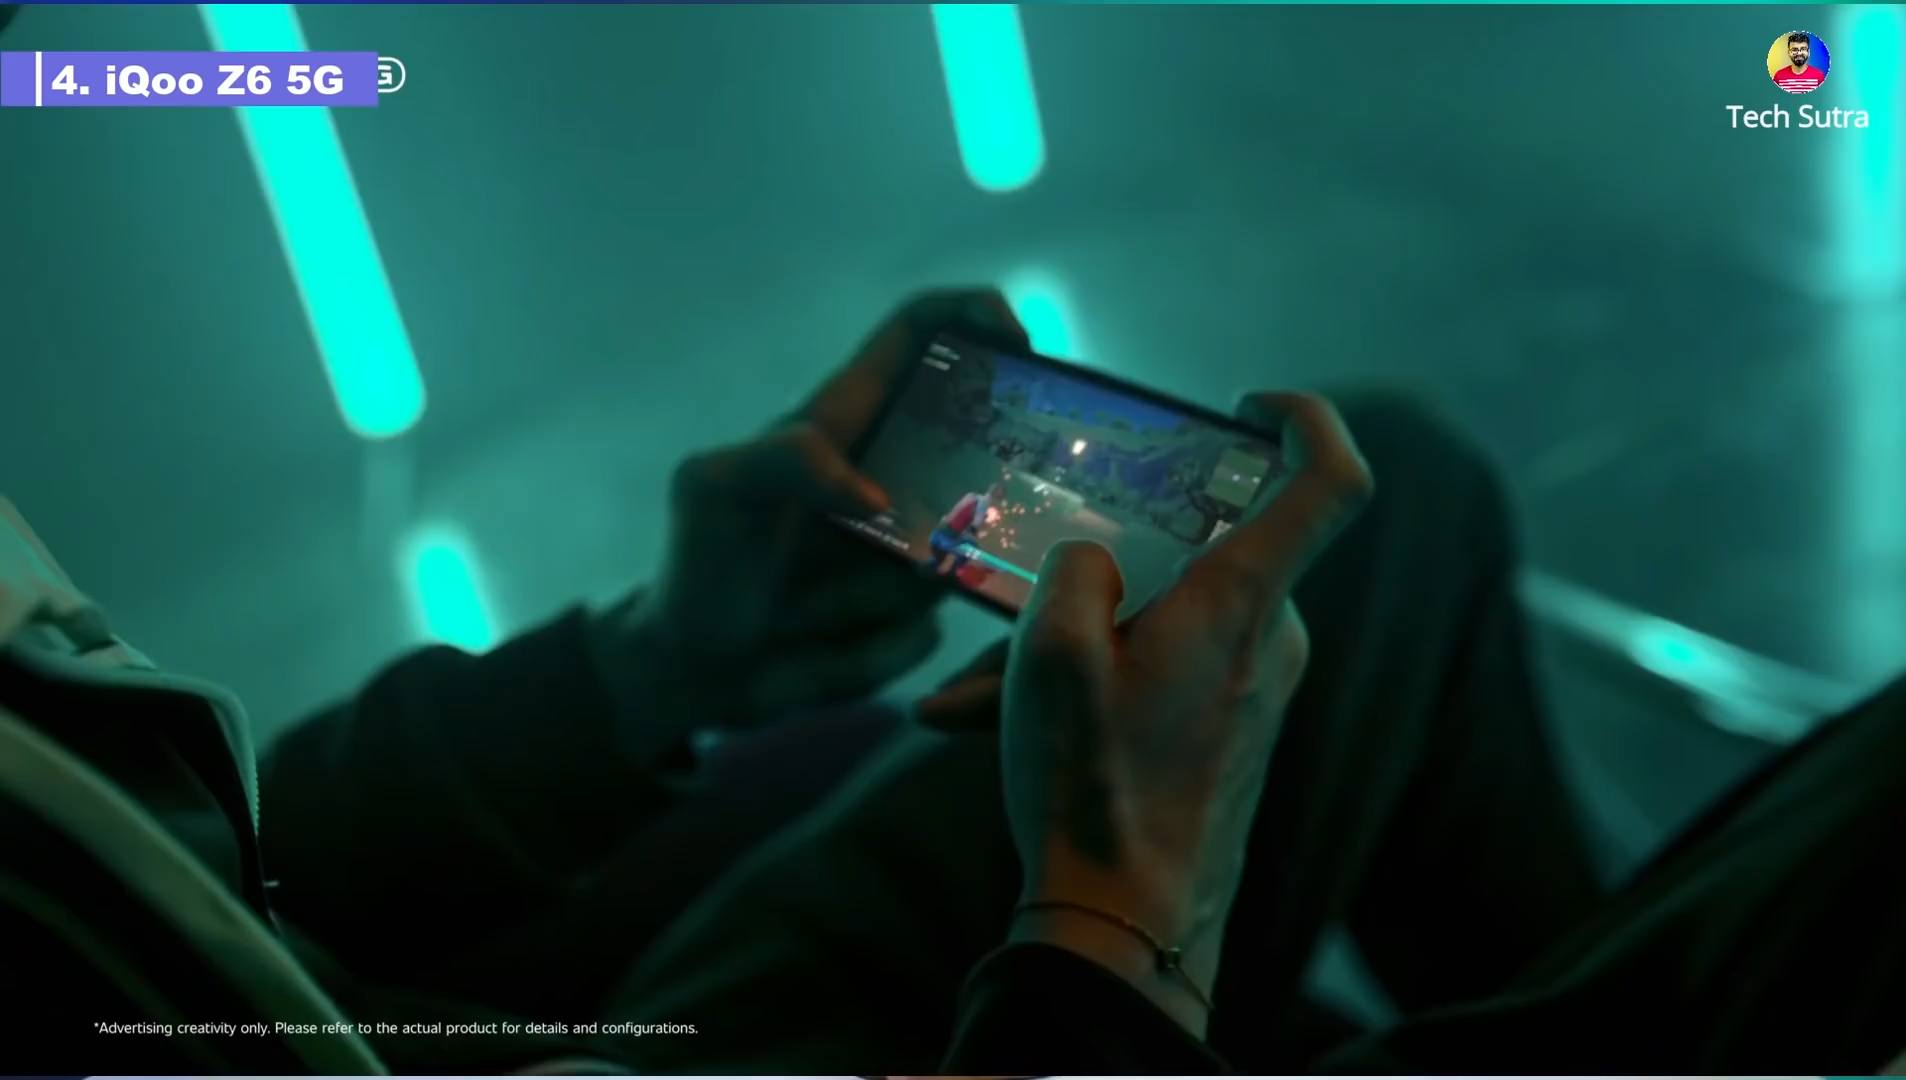 4. iQoo Z6 5G
G
Tech Sutra
*Advertising creativity only. Please refer to the actual product for details and configurations.